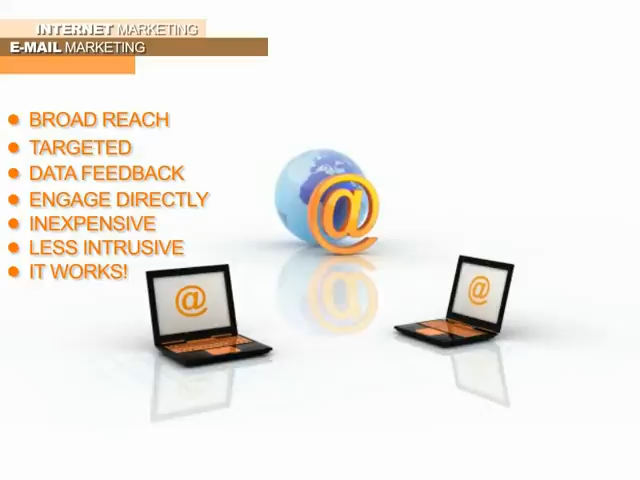 INTERNET MARKETING
E-MAIL MARKETING
• BROAD REACH
• TARGETED
• DATA FEEDBACK
• ENGAGE DIRECTLY
• INEXPENSIVE
• LESS INTRUSIVE
• IT WORKS!
@
@
@